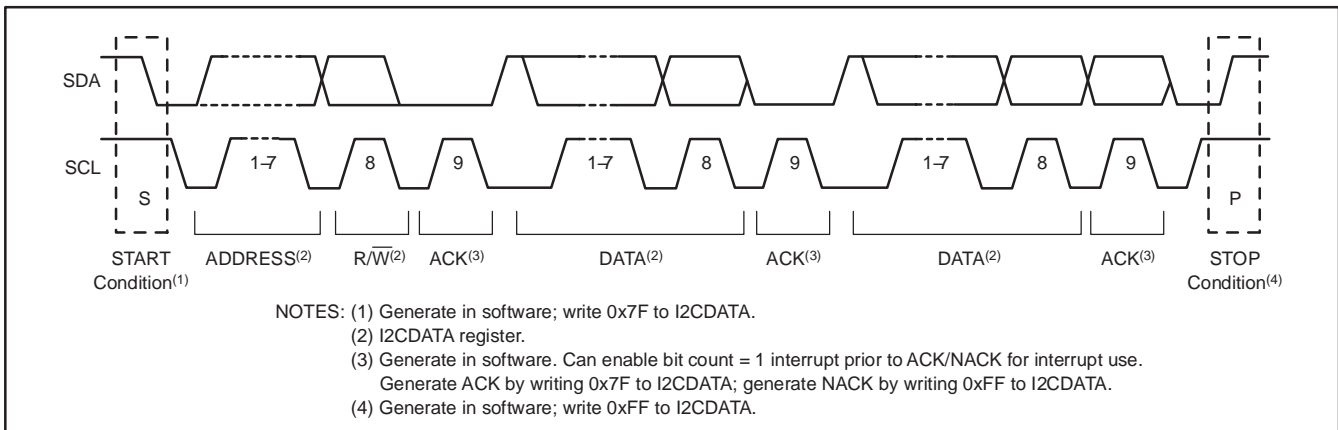 SDA
SCL
1–7 8 9 1–7 8 9 1–7 8 9
S P
START Condition(1) ADDRESS(2) R/W̅(2) ACK(3) DATA(2) ACK(3) DATA(2) ACK(3) STOP Condition(4)
NOTES: (1) Generate in software; write 0x7F to I2CDATA.
(2) I2CDATA register.
(3) Generate in software. Can enable bit count = 1 interrupt prior to ACK/NACK for interrupt use.
Generate ACK by writing 0x7F to I2CDATA; generate NACK by writing 0xFF to I2CDATA.
(4) Generate in software; write 0xFF to I2CDATA.